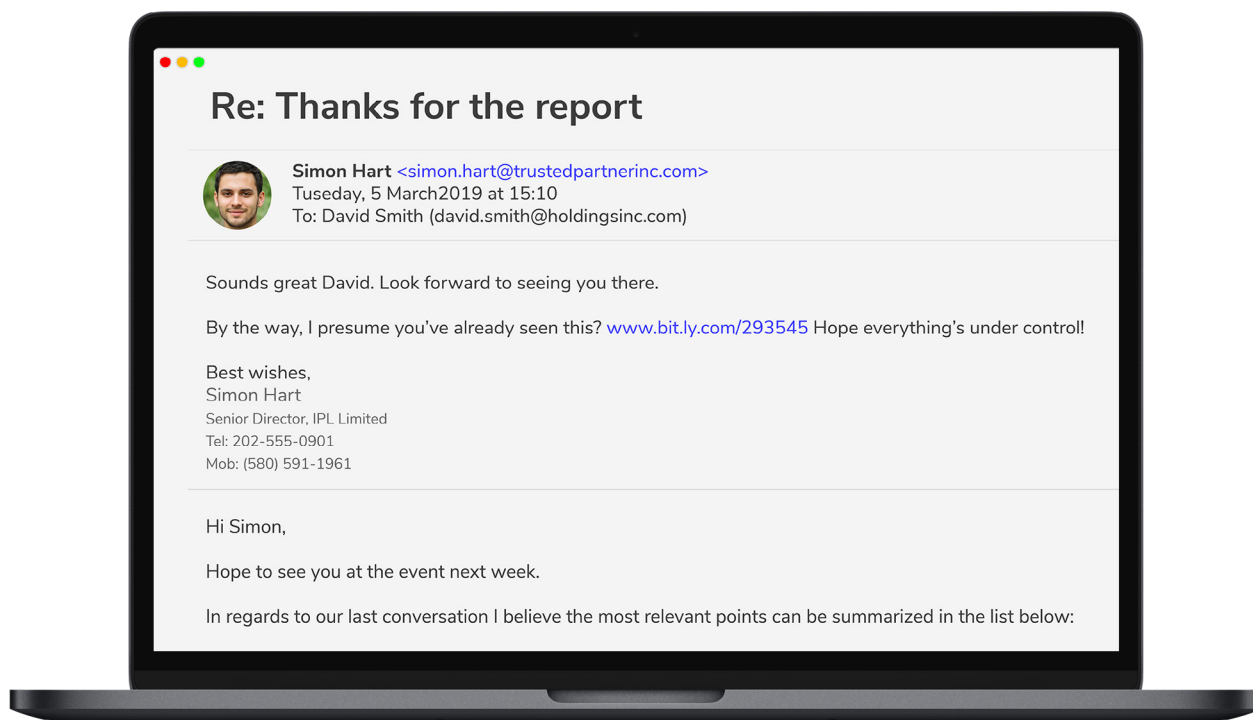 Re: Thanks for the report
Simon Hart <simon.hart@trustedpartnerinc.com>
Tuseday, 5 March2019 at 15:10
To: David Smith (david.smith@holdingsinc.com)
Sounds great David. Look forward to seeing you there.
By the way, I presume you’ve already seen this? www.bit.ly.com/293545 Hope everything’s under control!
Best wishes,
Simon Hart
Senior Director, IPL Limited
Tel: 202-555-0901
Mob: (580) 591-1961
Hi Simon,
Hope to see you at the event next week.
In regards to our last conversation I believe the most relevant points can be summarized in the list below: